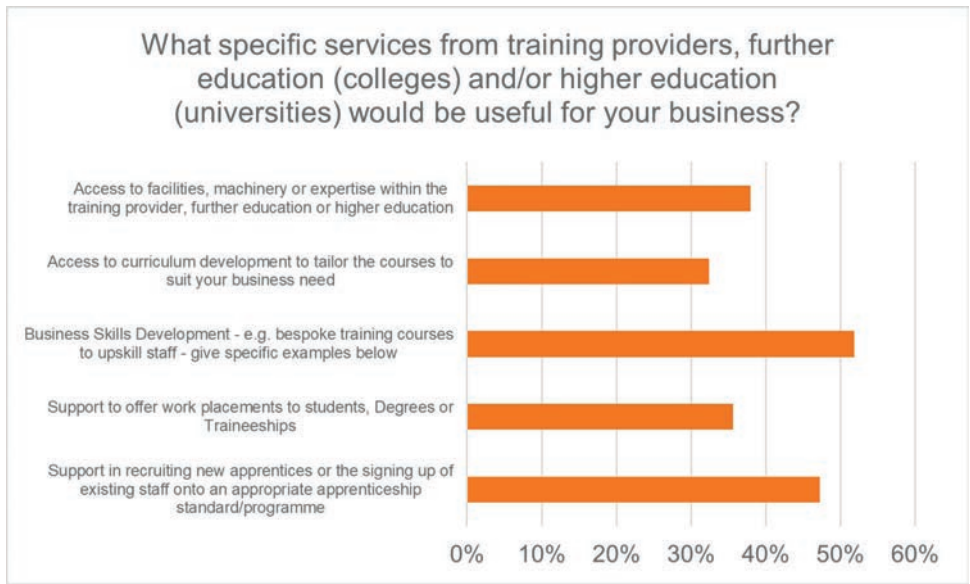 What specific services from training providers, further
education (colleges) and/or higher education
(universities) would be useful for your business?
Access to facilities, machinery or expertise within the
training provider, further education or higher education
Access to curriculum development to tailor the courses to
suit your business need
Business Skills Development - e.g. bespoke training courses
to upskill staff - give specific examples below
Support to offer work placements to students, Degrees or
Traineeships
Support in recruiting new apprentices or the signing up of
existing staff onto an appropriate apprenticeship
standard/programme
0% 10% 20% 30% 40% 50% 60%